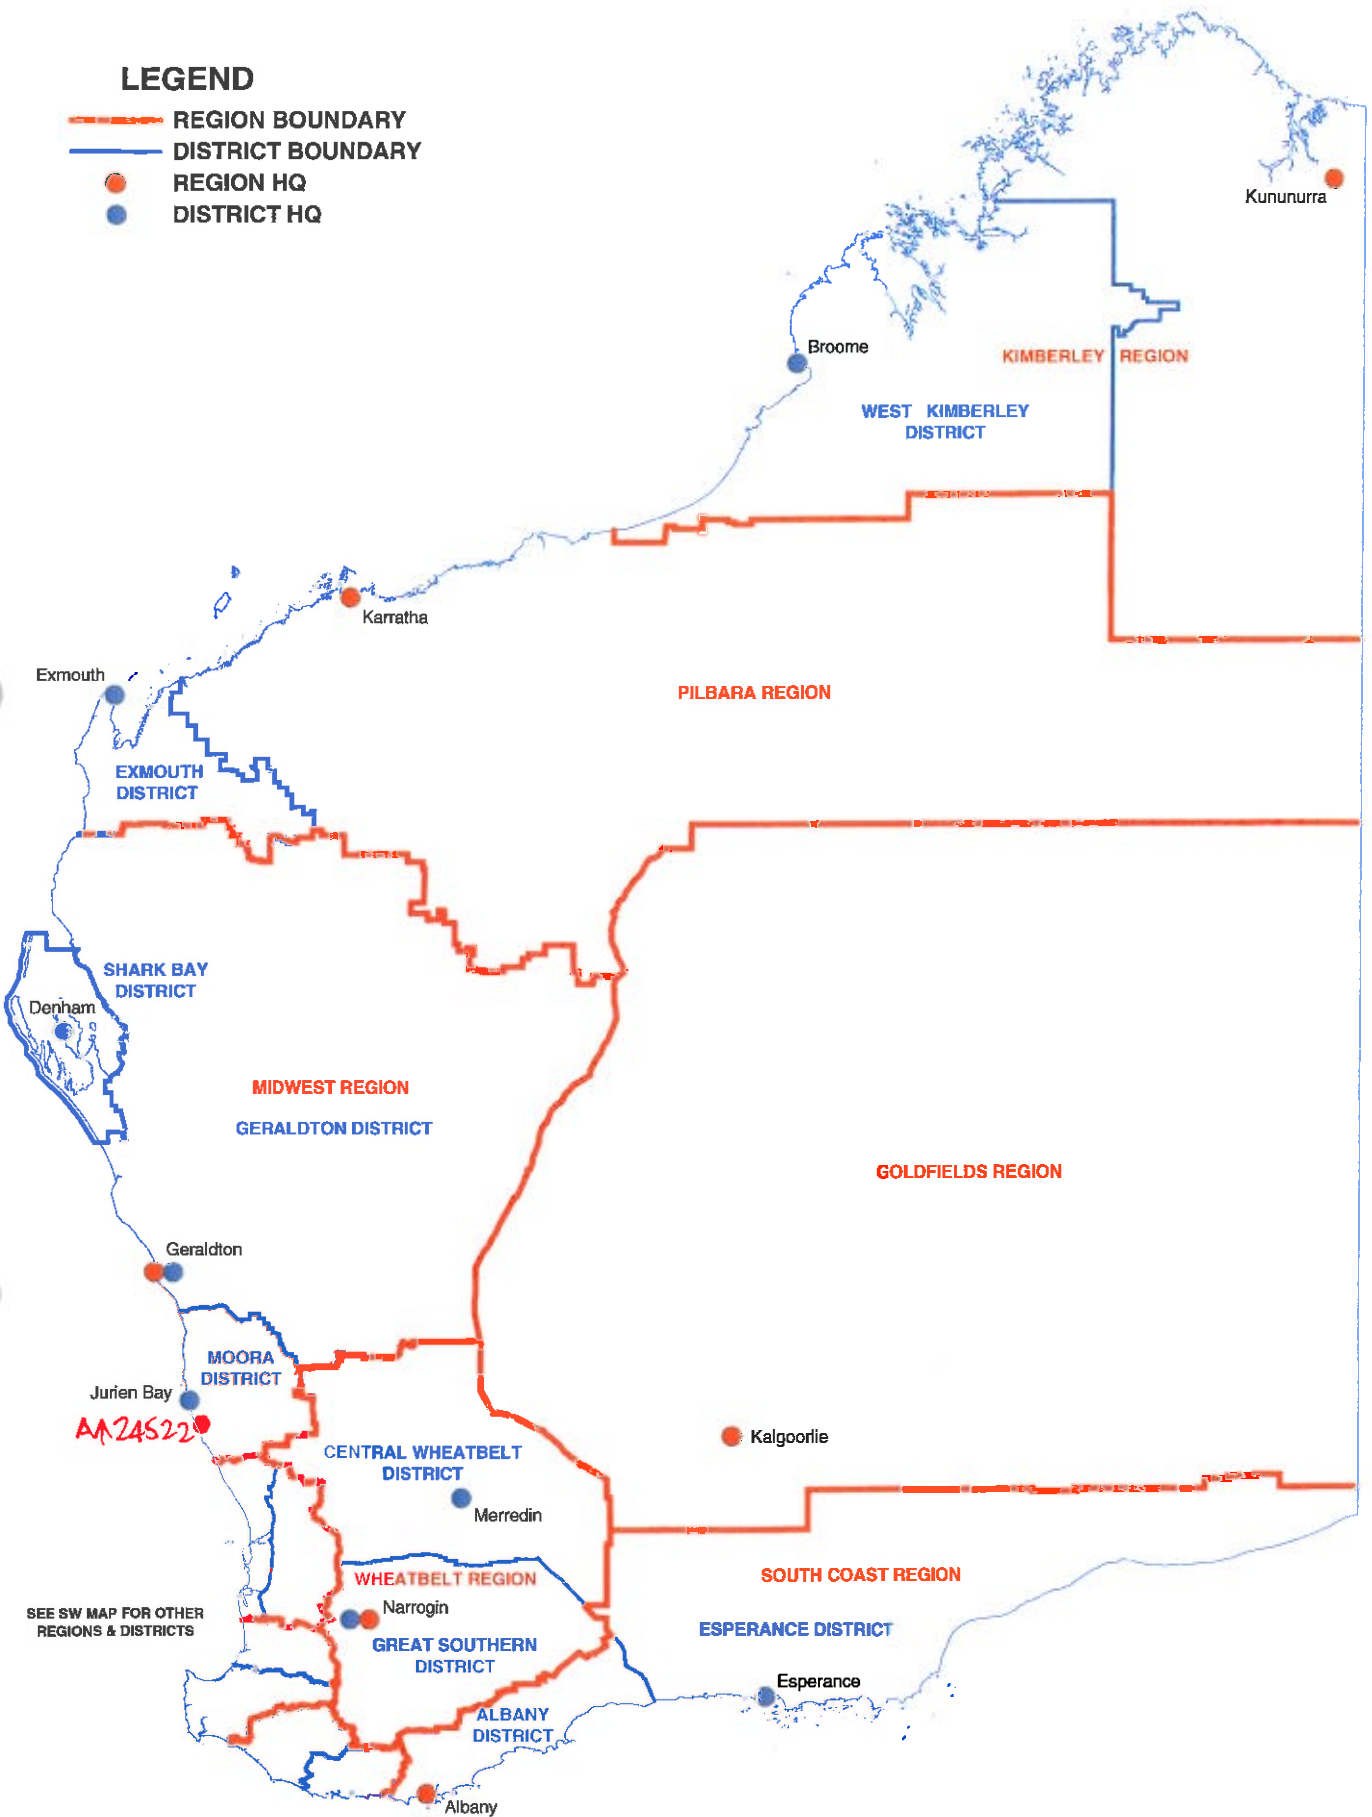 LEGEND
REGION BOUNDARY
DISTRICT BOUNDARY
REGION HQ
DISTRICT HQ
Kununurra
Broome
KIMBERLEY REGION
WEST KIMBERLEY
DISTRICT
Karratha
Exmouth
PILBARA REGION
EXMOUTH
DISTRICT
SHARK BAY
DISTRICT
Denham
MIDWEST REGION
GERALDTON DISTRICT
GOLDFIELDS REGION
Geraldton
MOORA
DISTRICT
Jurien Bay
AA24522
Kalgoorlie
CENTRAL WHEATBELT
DISTRICT
Merredin
WHEATBELT REGION
SOUTH COAST REGION
Narrogin
SEE SW MAP FOR OTHER
REGIONS & DISTRICTS
ESPERANCE DISTRICT
GREAT SOUTHERN
DISTRICT
Esperance
ALBANY
DISTRICT
Albany